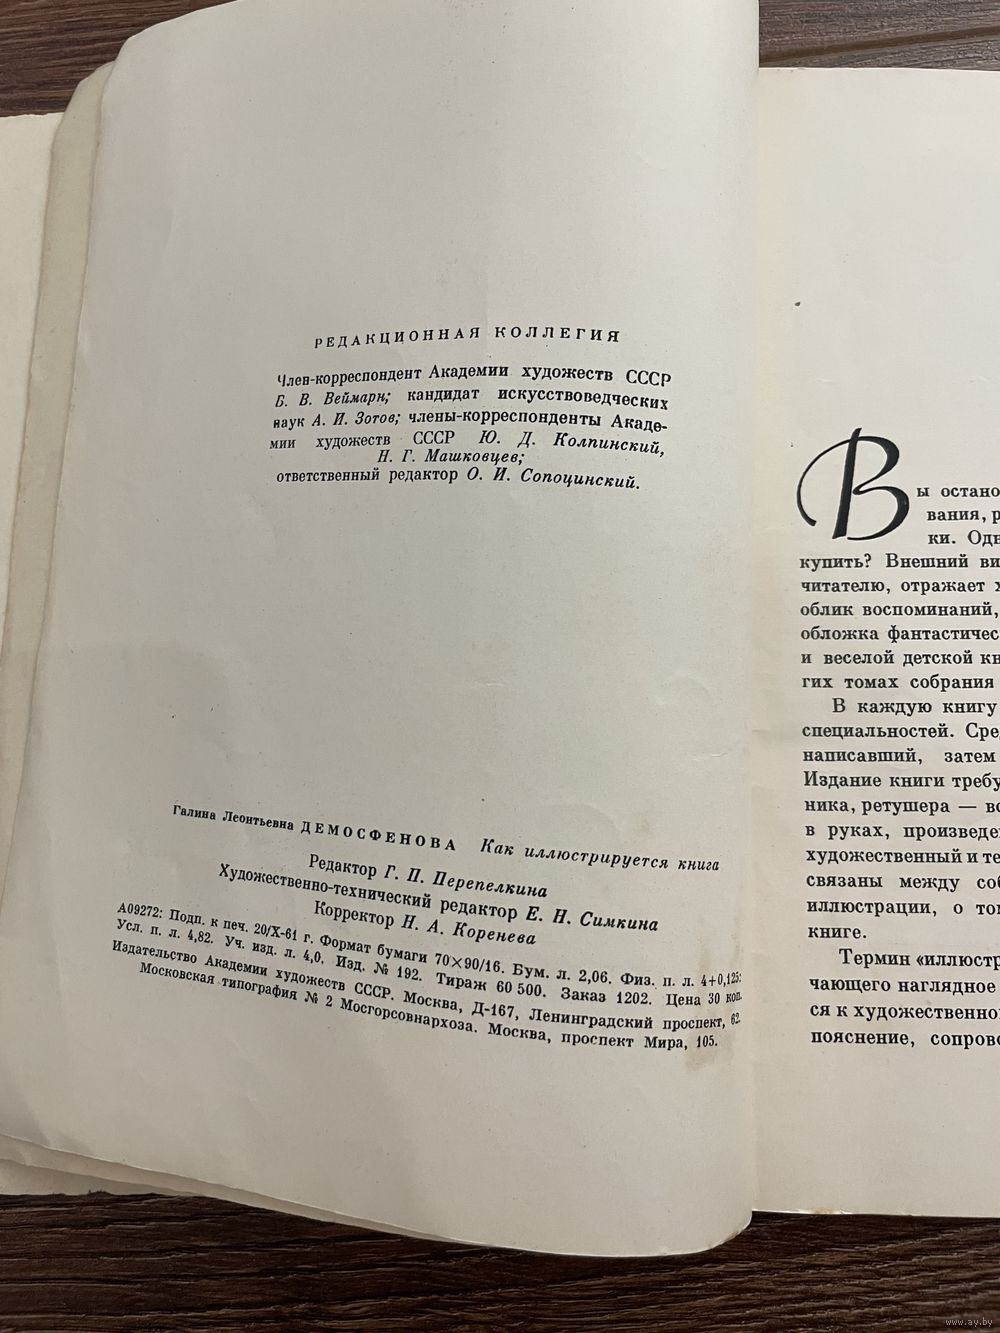 РЕДАКЦИОННАЯ КОЛЛЕГИЯ
Член-корреспондент Академии художеств СССР
Б. В. Веймарн; кандидат искусствоведческих
наук А. И. Зотов; члены-корреспонденты Акаде-
мии художеств СССР Ю. Д. Колпинский,
Н. Г. Машковцев;
ответственный редактор О. И. Сопоцинский.
Галина Леонтьевна ДЕМОСФЕНОВА Как иллюстрируется книга
Редактор Г. П. Перепелкина
Художественно-технический редактор Е. Н. Симкина
Корректор Н. А. Коренева
А09272: Подп. к печ. 20/X-61 г. Формат бумаги 70×90/16. Бум. л. 2,06. Физ. п. л. 4+0,125:
Усл. п. л. 4,82. Уч. изд. л. 4,0. Изд. № 192. Тираж 60 500. Заказ 1202. Цена 30 коп.
Издательство Академии художеств СССР. Москва, Д-167, Ленинградский проспект, 62.
Московская типография № 2 Мосгорсовнархоза. Москва, проспект Мира, 105.
Вы остано
вания, р
ки. Одн
купить? Внешний ви
читателю, отражает х
облик воспоминаний,
обложка фантастичес
и веселой детской кн
гих томах собрания
В каждую книгу
специальностей. Сре
написавший, затем
Издание книги требу
ника, ретушера — во
в руках, произведе
художественный и те
связаны между соб
иллюстрации, о том
книге.
Термин «иллюстр
чающего наглядное
ся к художественно
пояснение, сопрово
www.ay.by